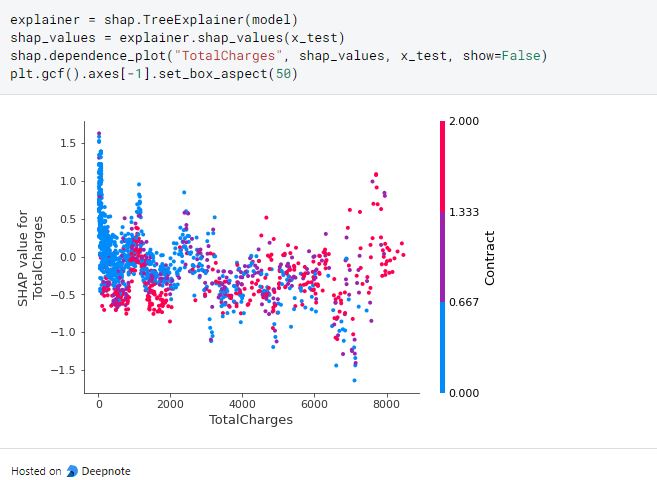 explainer = shap.TreeExplainer(model)
shap_values = explainer.shap_values(x_test)
shap.dependence_plot("TotalCharges", shap_values, x_test, show=False)
plt.gcf().axes[-1].set_box_aspect(50)
2.000
1.5
1.0
1.333
0.5
SHAP value for
TotalCharges
0.0
Contract
0.667
−0.5
−1.0
−1.5
0.000
0 2000 4000 6000 8000
TotalCharges
Hosted on Deepnote